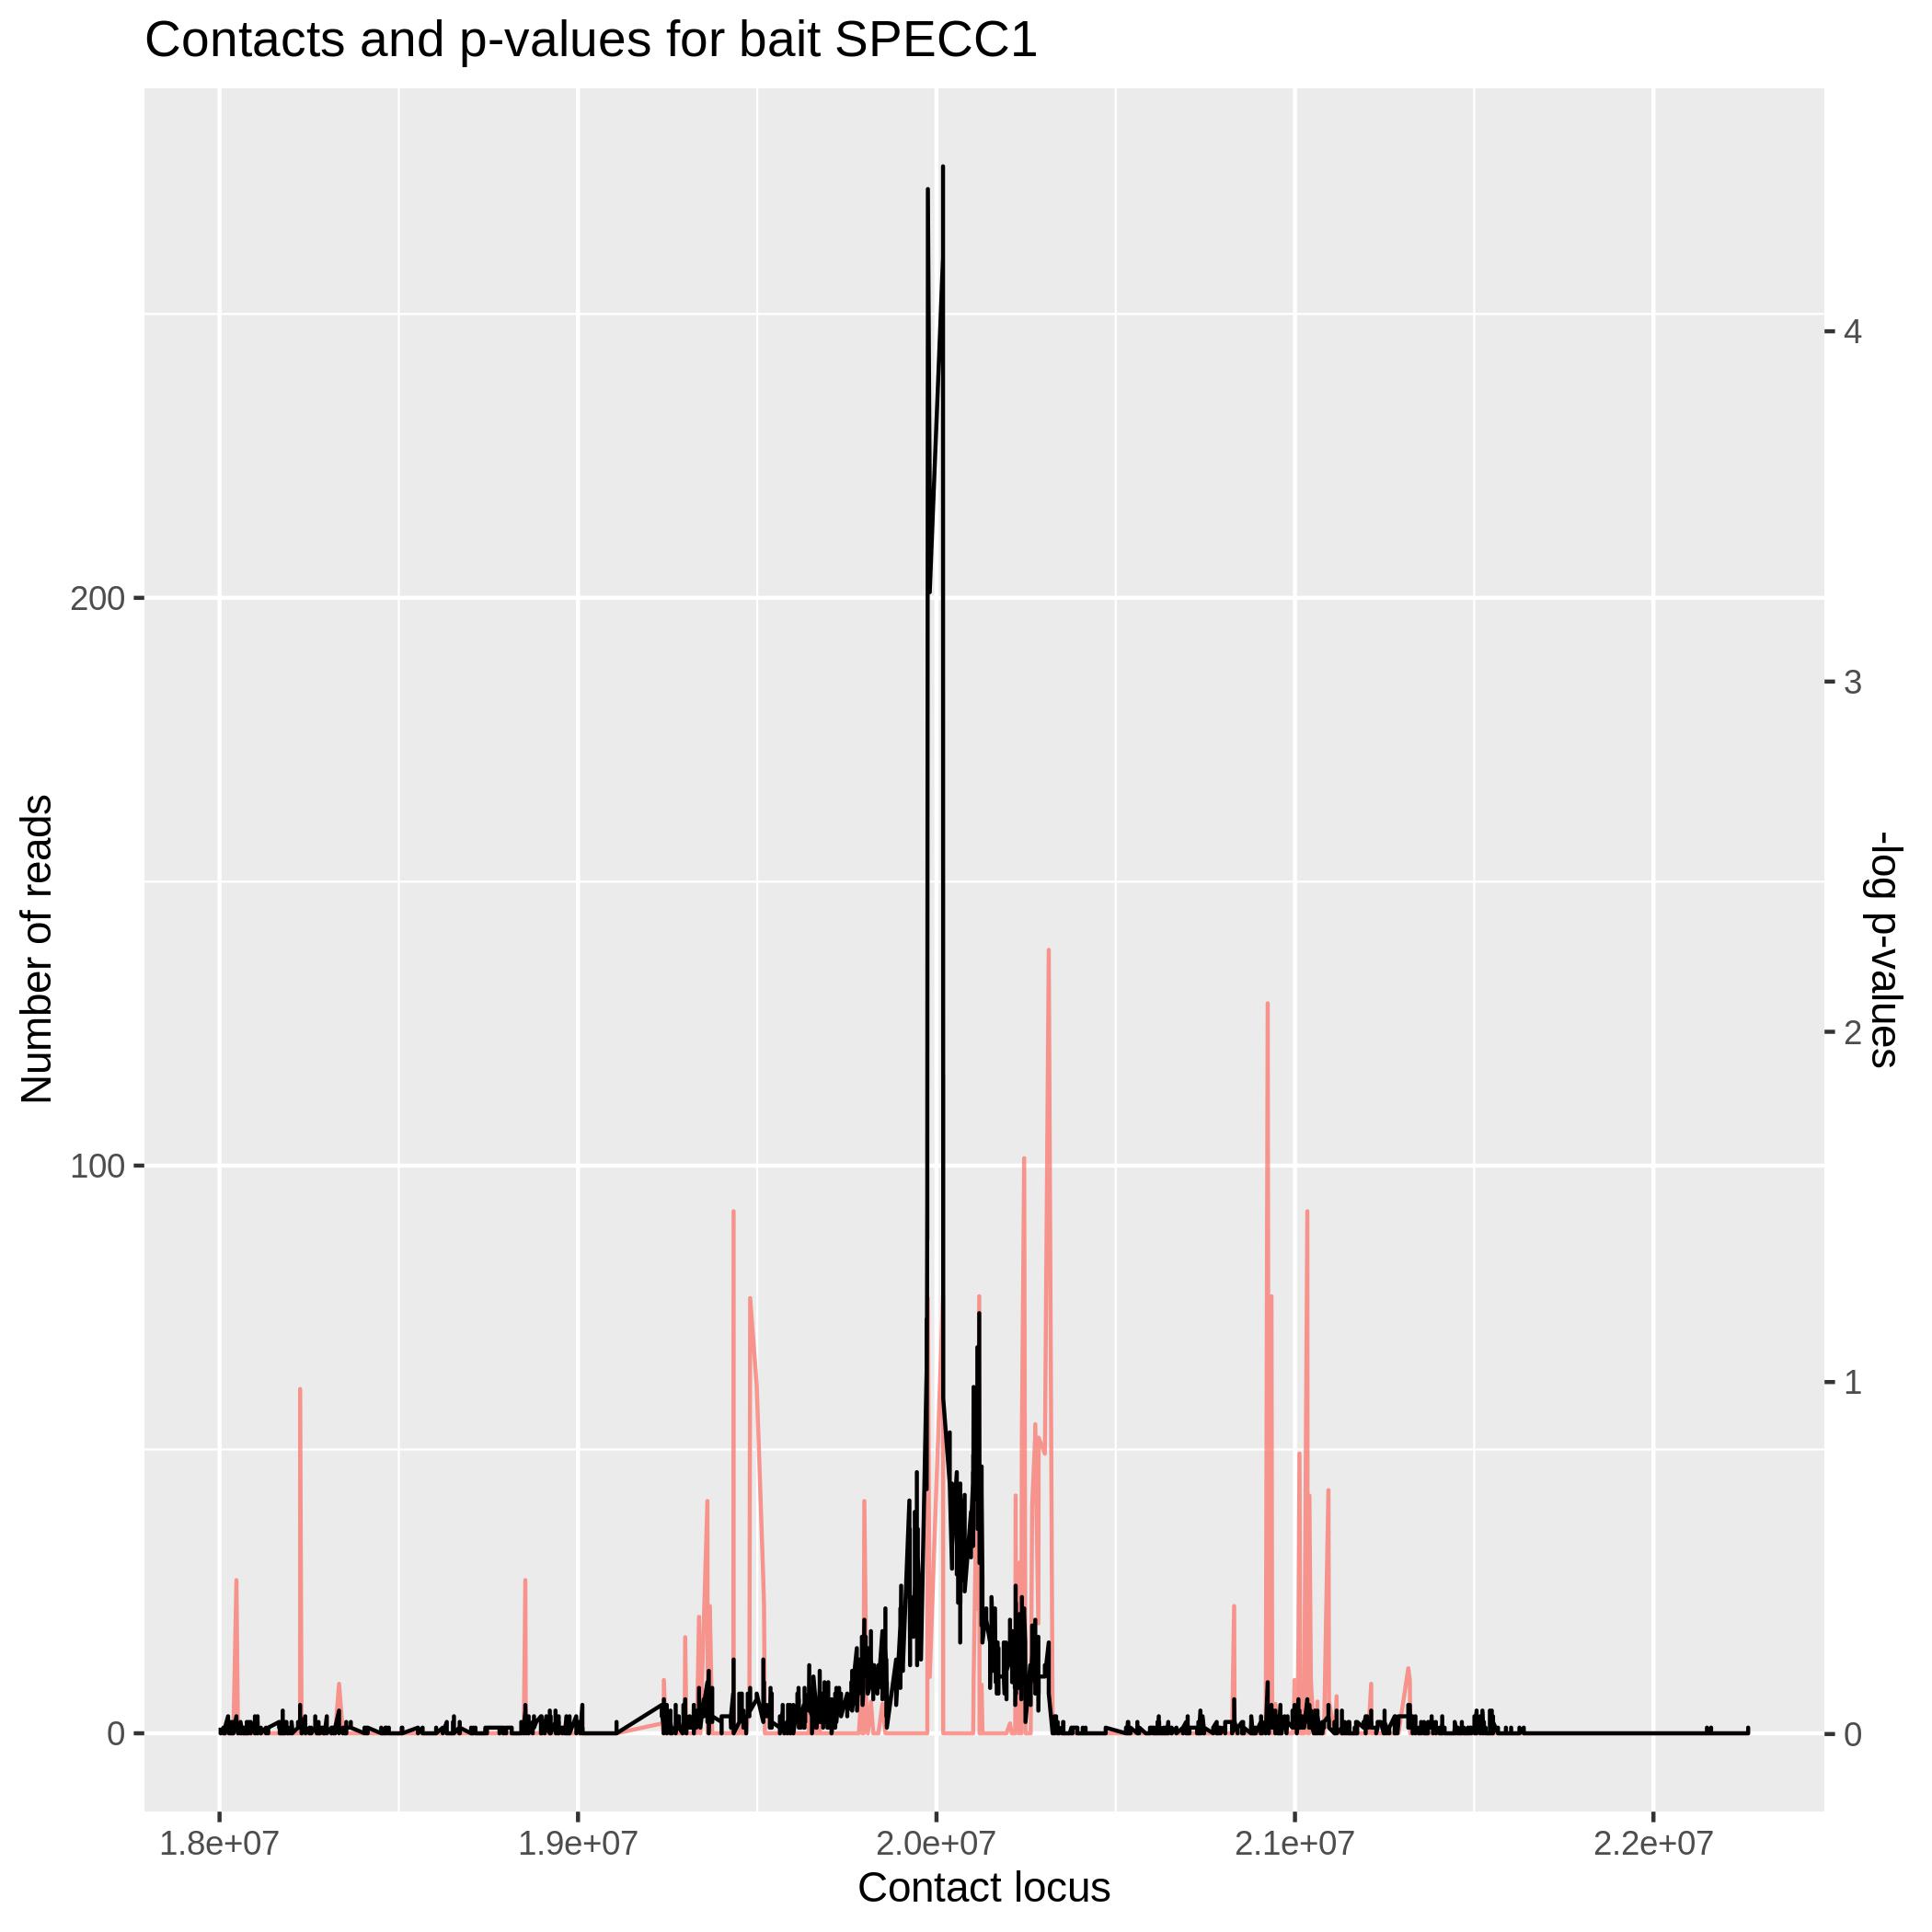 Contacts and p-values for bait SPECC1
Number of reads
200
100
0
4
3
2
1
0
-log p-values
1.8e+07
1.9e+07
2.0e+07
2.1e+07
2.2e+07
Contact locus